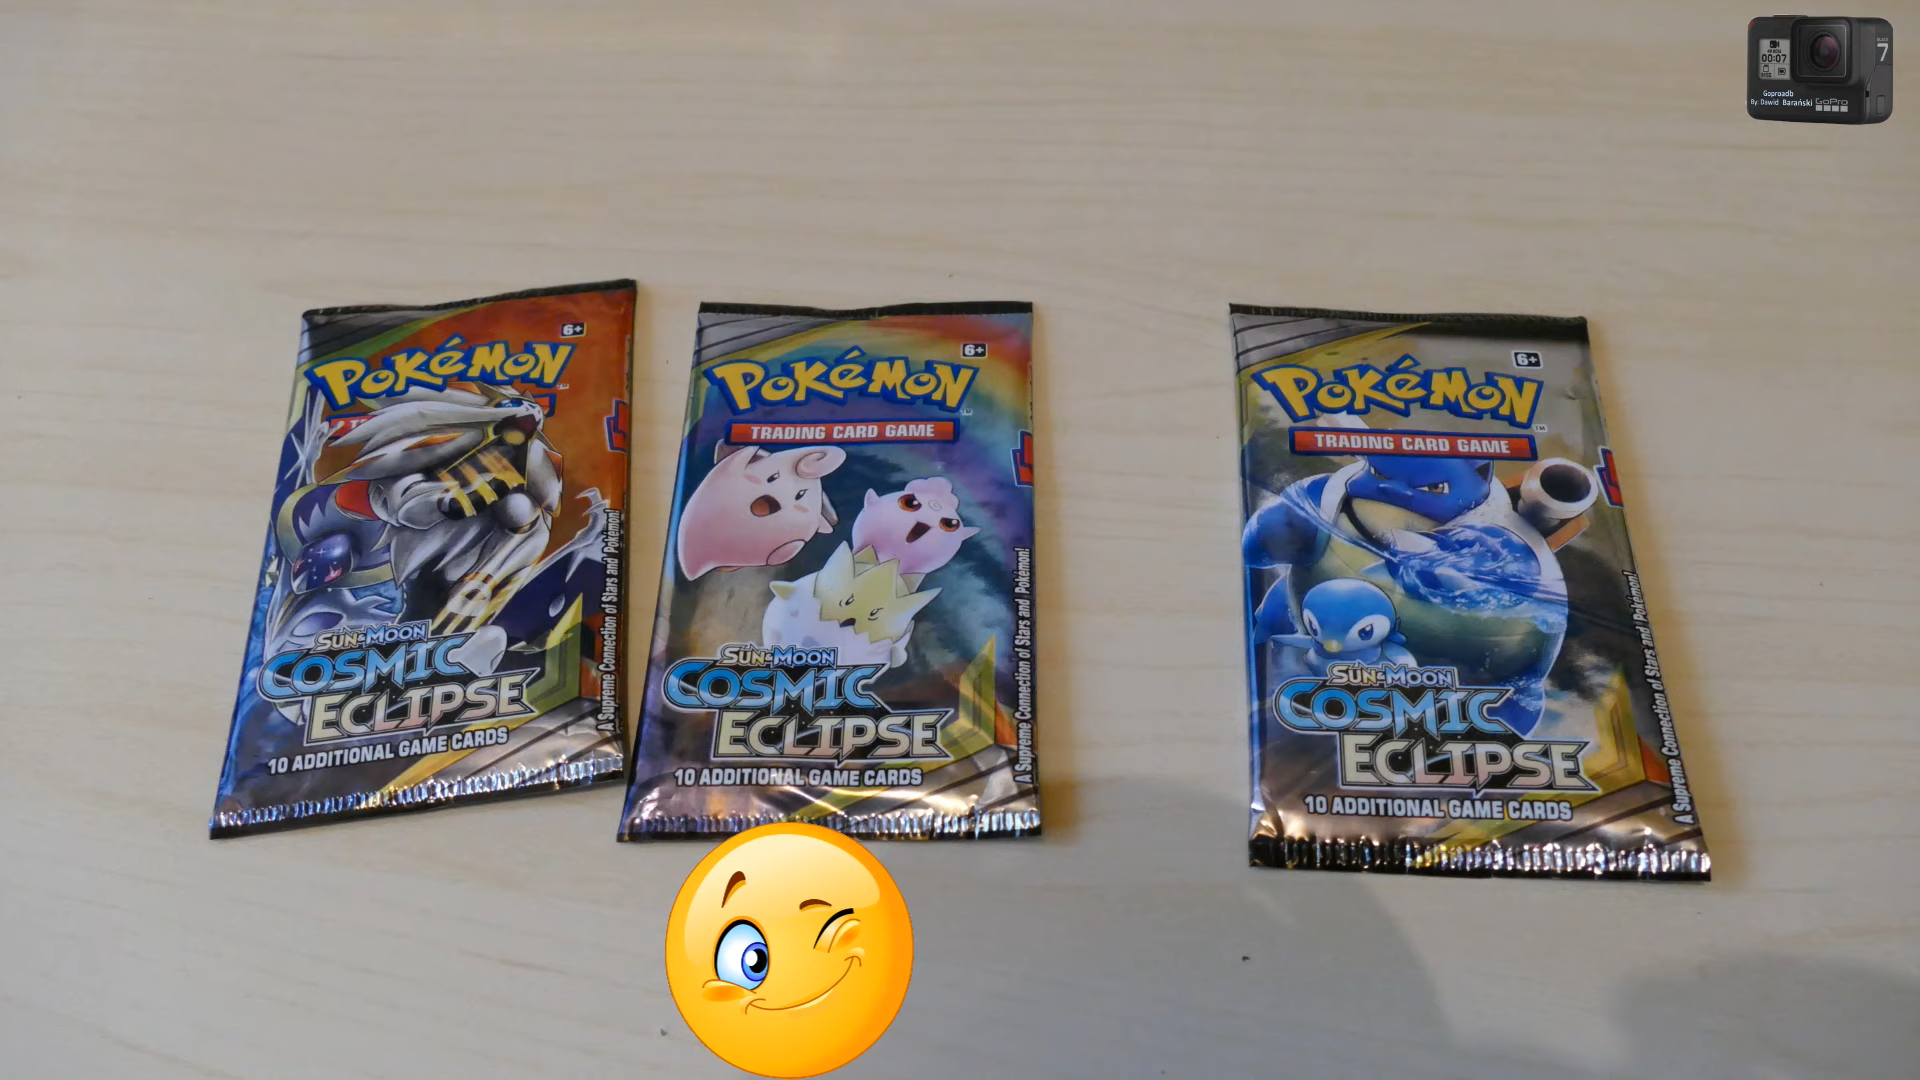 00:07
7
Goproadb
By: Dawid Barański
GoPro
6+
POKéMON
TM
SUN & MOON
COSMIC
ECLIPSE
10 ADDITIONAL GAME CARDS
A Supreme Connection of Stars and Pokémon!
6+
POKéMON
TM
TRADING CARD GAME
SUN & MOON
COSMIC
ECLIPSE
10 ADDITIONAL GAME CARDS
A Supreme Connection of Stars and Pokémon!
6+
POKéMON
TM
TRADING CARD GAME
SUN & MOON
COSMIC
ECLIPSE
10 ADDITIONAL GAME CARDS
A Supreme Connection of Stars and Pokémon!